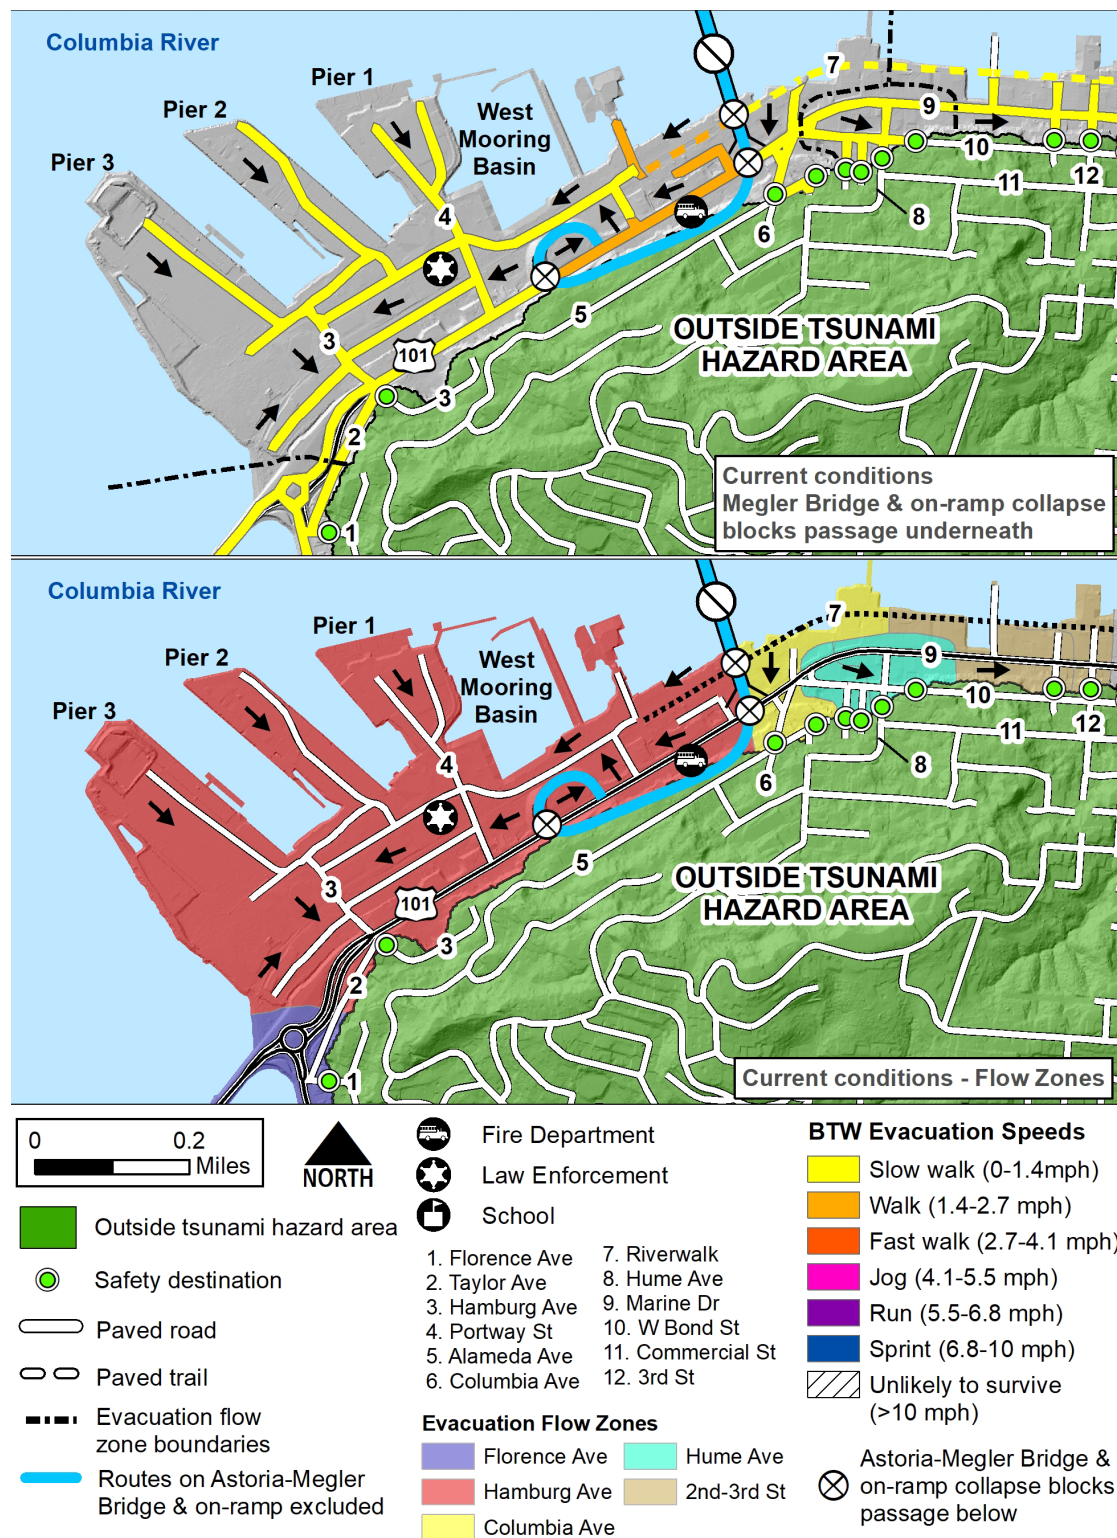 Columbia River
Pier 1
Pier 2
Pier 3
West
Mooring
Basin
7
9
10
12
11
8
6
4
5
3
3
101
2
1
OUTSIDE TSUNAMI
HAZARD AREA
Current conditions
Megler Bridge & on-ramp collapse
blocks passage underneath
Columbia River
Pier 1
Pier 2
Pier 3
West
Mooring
Basin
7
9
10
12
11
8
6
4
5
3
3
101
2
1
OUTSIDE TSUNAMI
HAZARD AREA
Current conditions - Flow Zones
0 0.2
Miles
NORTH
Outside tsunami hazard area
Safety destination
Paved road
Paved trail
Evacuation flow
zone boundaries
Routes on Astoria-Megler
Bridge & on-ramp excluded
Fire Department
Law Enforcement
School
1. Florence Ave
2. Taylor Ave
3. Hamburg Ave
4. Portway St
5. Alameda Ave
6. Columbia Ave
7. Riverwalk
8. Hume Ave
9. Marine Dr
10. W Bond St
11. Commercial St
12. 3rd St
Evacuation Flow Zones
Florence Ave
Hamburg Ave
Columbia Ave
Hume Ave
2nd-3rd St
BTW Evacuation Speeds
Slow walk (0-1.4mph)
Walk (1.4-2.7 mph)
Fast walk (2.7-4.1 mph)
Jog (4.1-5.5 mph)
Run (5.5-6.8 mph)
Sprint (6.8-10 mph)
Unlikely to survive
(>10 mph)
Astoria-Megler Bridge &
on-ramp collapse blocks
passage below